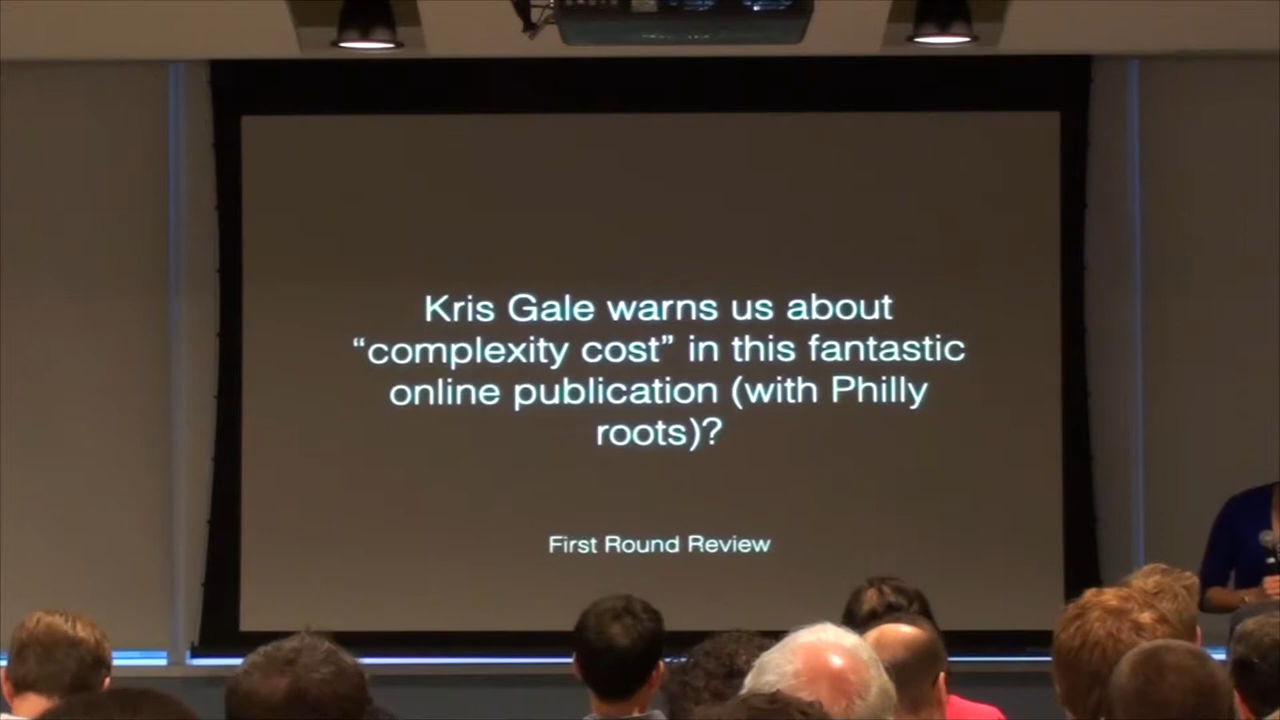 Kris Gale warns us about
“complexity cost” in this fantastic
online publication (with Philly
roots)?
First Round Review